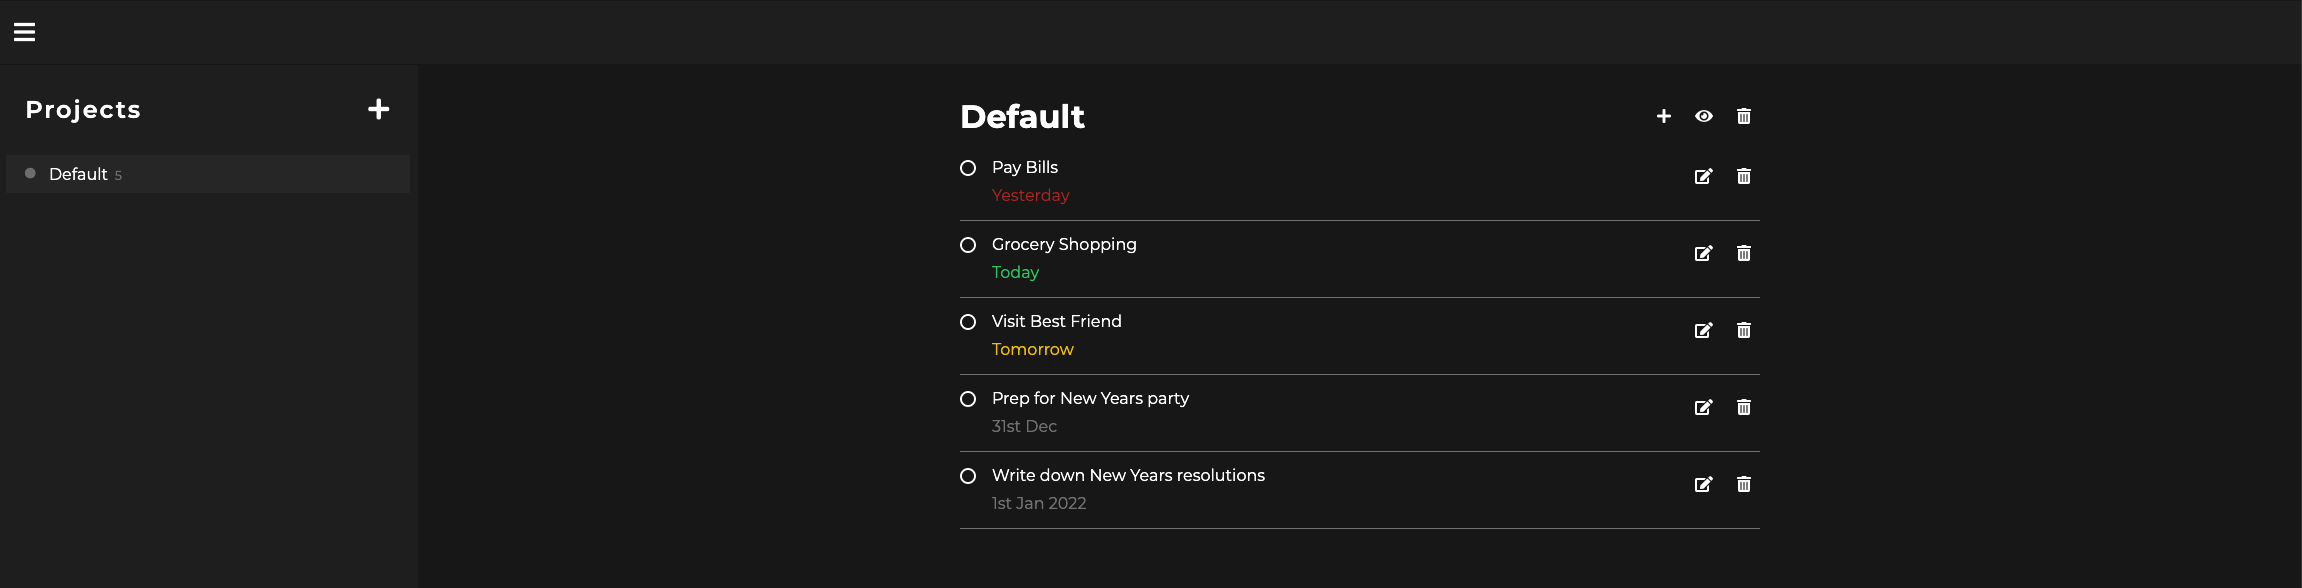 Projects
Default 5
Default
Pay Bills
Yesterday
Grocery Shopping
Today
Visit Best Friend
Tomorrow
Prep for New Years party
31st Dec
Write down New Years resolutions
1st Jan 2022